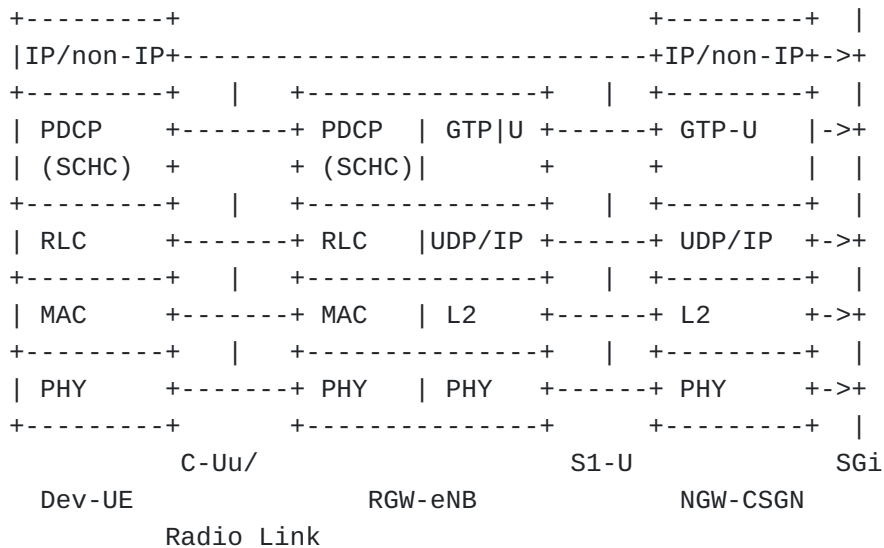 +---------+                                +---------+  |
|IP/non-IP+--------------------------------+IP/non-IP+->+
+---------+    |   +---------------+    |  +---------+  |
| PDCP    +-------+ PDCP  | GTP|U +------+ GTP-U   |->+
| (SCHC)  +       + (SCHC)|       +      +         |  |
+---------+    |   +---------------+    |  +---------+  |
| RLC     +-------+ RLC   |UDP/IP +------+ UDP/IP  +->+
+---------+    |   +---------------+    |  +---------+  |
| MAC     +-------+ MAC   | L2    +------+ L2      +->+
+---------+    |   +---------------+    |  +---------+  |
| PHY     +-------+ PHY   | PHY   +------+ PHY     +->+
+---------+        +---------------+       +---------+  |
C-Uu/                     S1-U             SGi
Dev-UE               RGW-eNB             NGW-CSGN
Radio Link